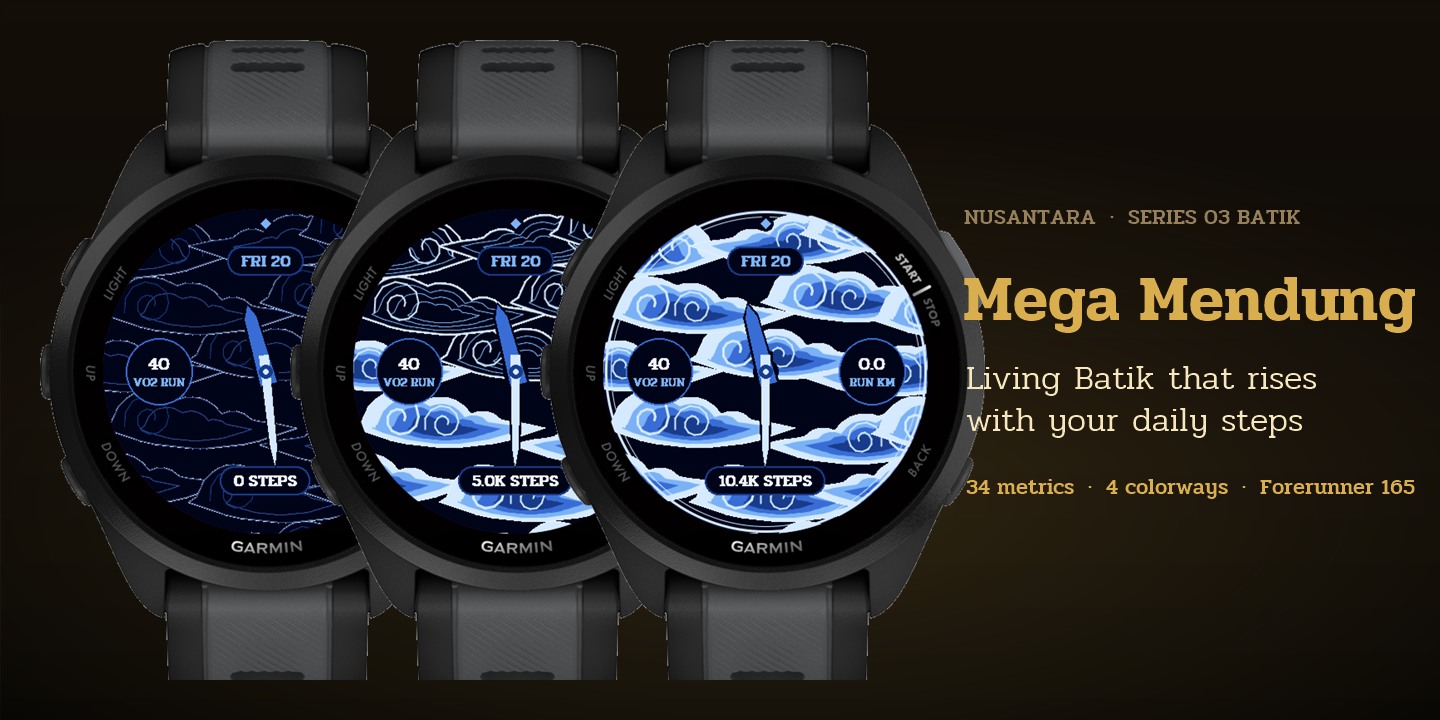 FRI 20
LIGHT
UP
DOWN
40
VO2 RUN
0 STEPS
GARMIN
FRI 20
LIGHT
UP
DOWN
40
VO2 RUN
5.0K STEPS
GARMIN
FRI 20
LIGHT
UP
DOWN
START
STOP
BACK
40
VO2 RUN
0.0
RUN KM
10.4K STEPS
GARMIN
NUSANTARA · SERIES 03 BATIK
Mega Mendung
Living Batik that rises
with your daily steps
34 metrics · 4 colorways · Forerunner 165